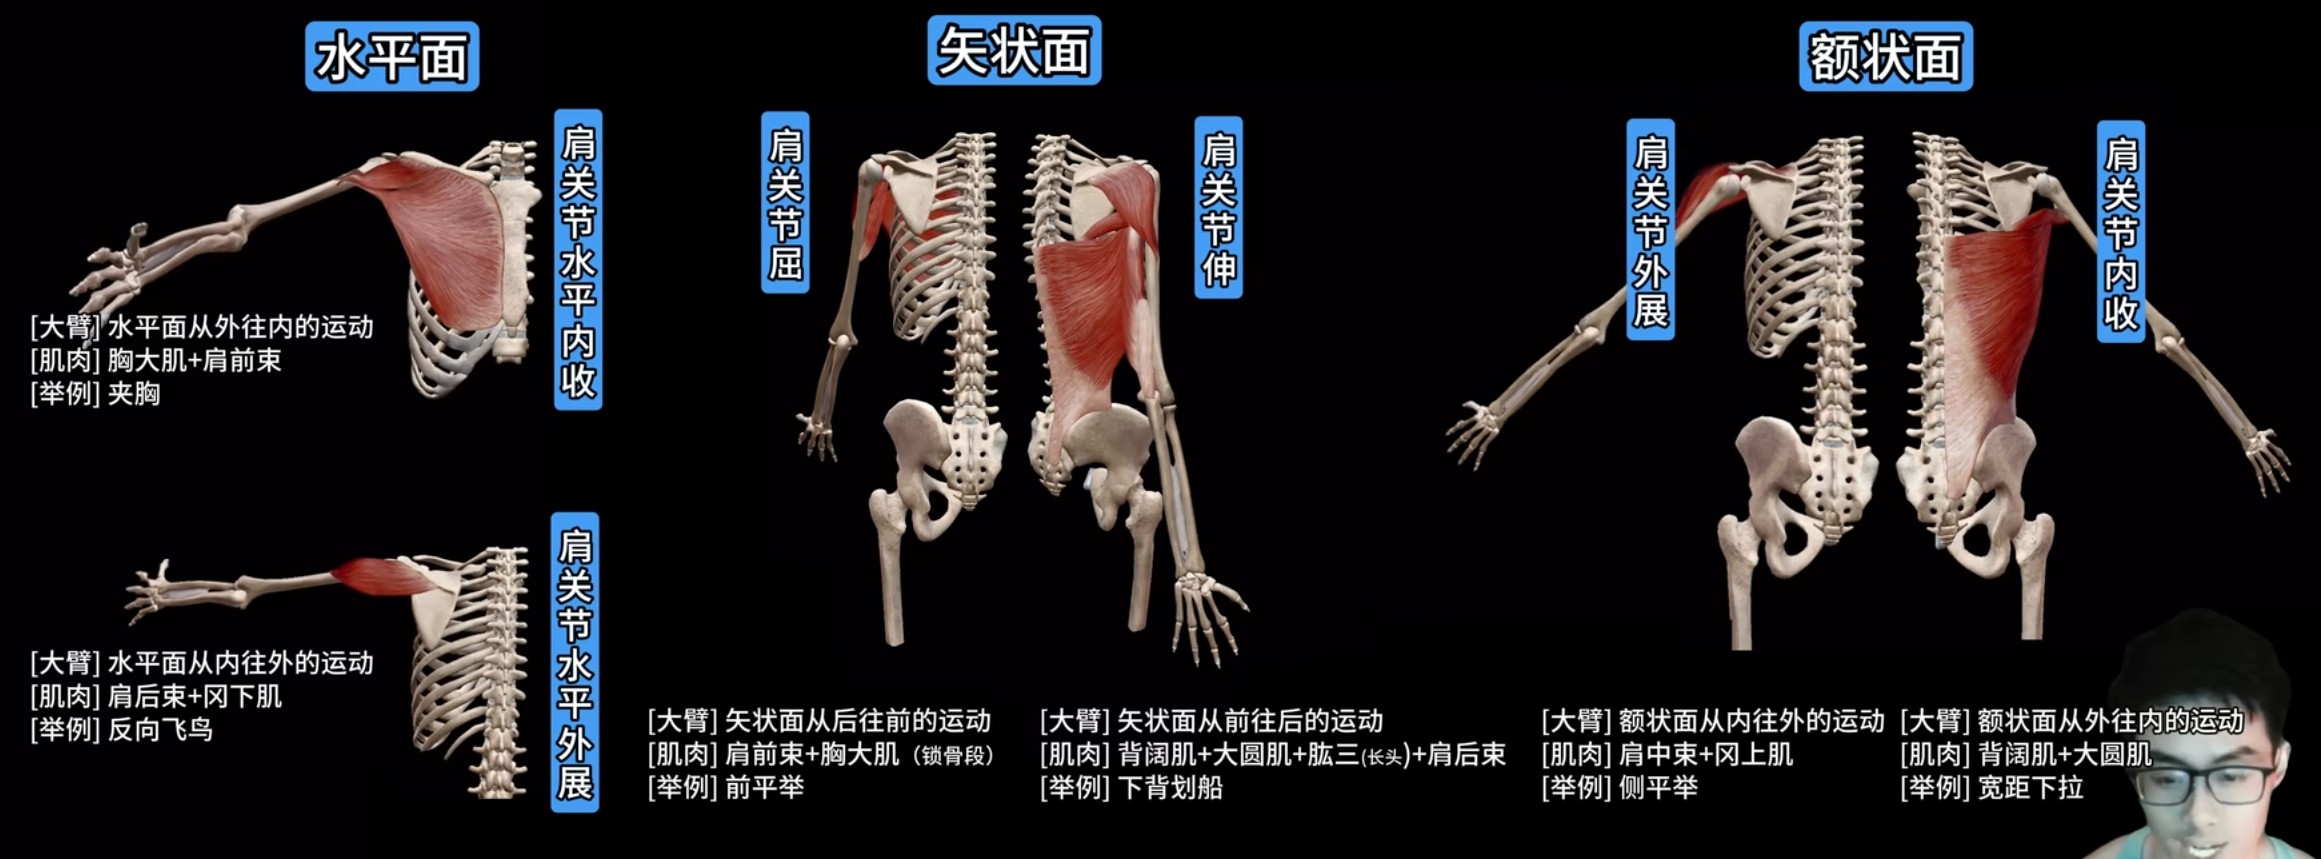 水平面
肩关节水平内收
[大臂] 水平面从外往内的运动
[肌肉] 胸大肌+肩前束
[举例] 夹胸
肩关节水平外展
[大臂] 水平面从内往外的运动
[肌肉] 肩后束+冈下肌
[举例] 反向飞鸟
矢状面
肩关节屈
[大臂] 矢状面从后往前的运动
[肌肉] 肩前束+胸大肌（锁骨段）
[举例] 前平举
肩关节伸
[大臂] 矢状面从前往后的运动
[肌肉] 背阔肌+大圆肌+肱三(长头)+肩后束
[举例] 下背划船
额状面
肩关节外展
[大臂] 额状面从内往外的运动
[肌肉] 肩中束+冈上肌
[举例] 侧平举
肩关节内收
[大臂] 额状面从外往内的运动
[肌肉] 背阔肌+大圆肌
[举例] 宽距下拉